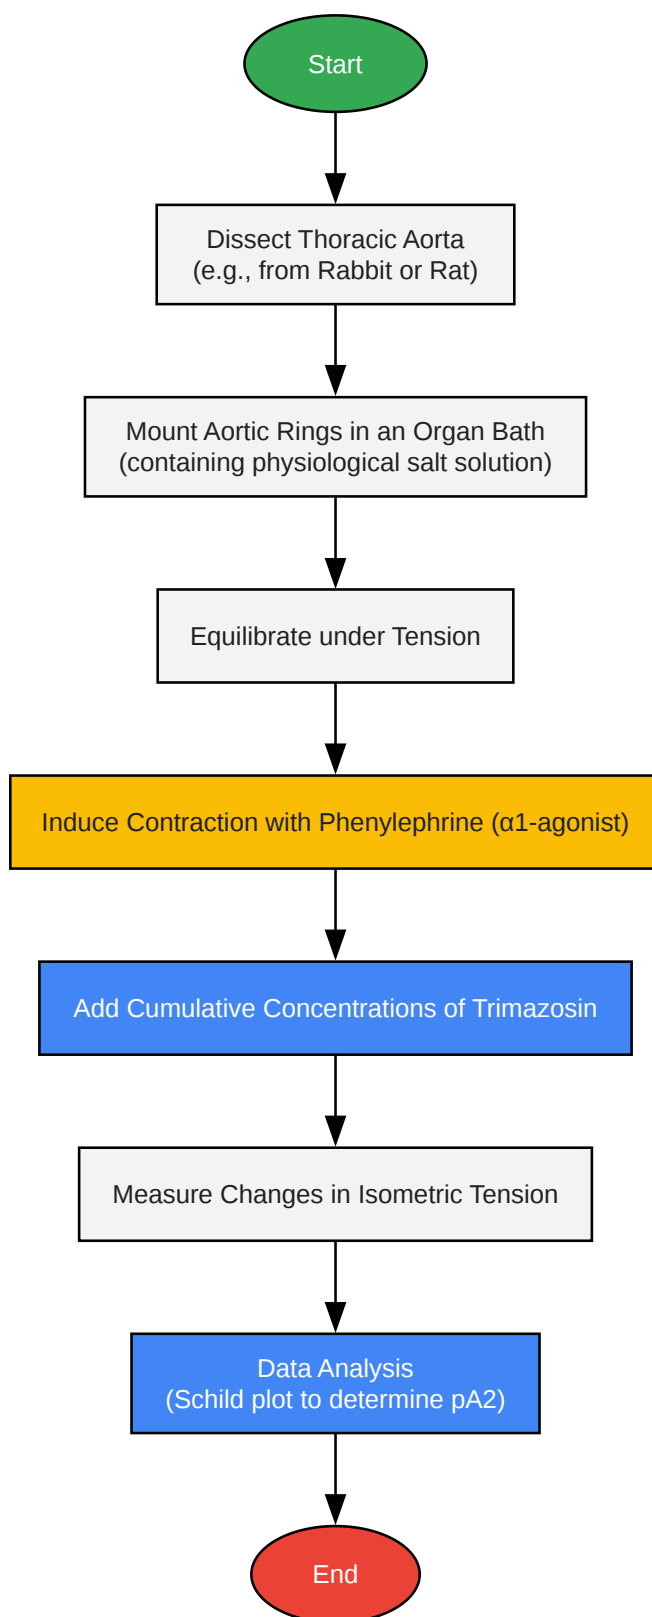 Start
Dissect Thoracic Aorta
(e.g., from Rabbit or Rat)
Mount Aortic Rings in an Organ Bath
(containing physiological salt solution)
Equilibrate under Tension
Induce Contraction with Phenylephrine (α1-agonist)
Add Cumulative Concentrations of Trimazosin
Measure Changes in Isometric Tension
Data Analysis
(Schild plot to determine pA2)
End